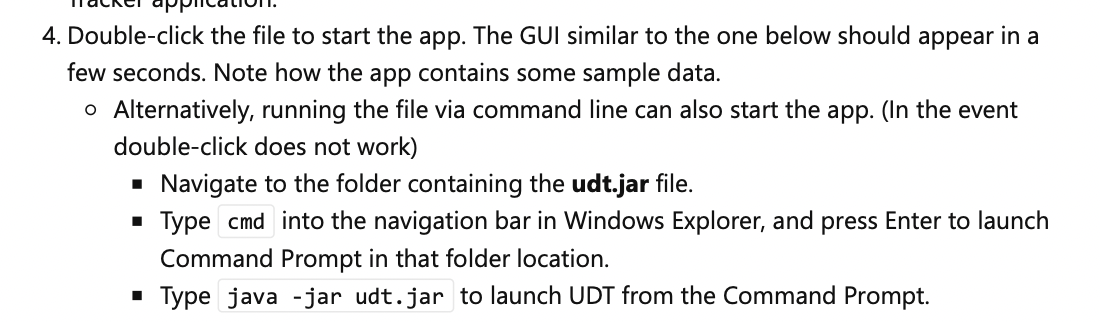 Tracker application.
4. Double-click the file to start the app. The GUI similar to the one below should appear in a
few seconds. Note how the app contains some sample data.
Alternatively, running the file via command line can also start the app. (In the event
double-click does not work)
Navigate to the folder containing the udt.jar file.
Type cmd into the navigation bar in Windows Explorer, and press Enter to launch
Command Prompt in that folder location.
Type java -jar udt.jar to launch UDT from the Command Prompt.